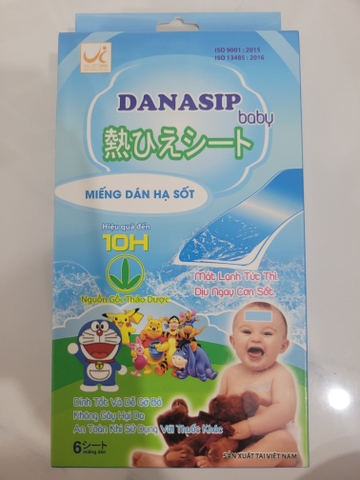 ISO 9001 : 2015
ISO 13485 : 2016
DANASIP
baby
熱ひえシート
MIẾNG DÁN HẠ SỐT
Hiệu quả đến
10H
Nguồn Gốc Thảo Dược
Mát Lạnh Tức Thì
Dịu Ngay Cơn Sốt
Dính Tốt Và Dễ Gỡ Bỏ
Không Gây Hại Da
An Toàn Khi Sử Dụng Với Thuốc Khác
6シート
miếng dán
SẢN XUẤT TẠI VIỆT NAM